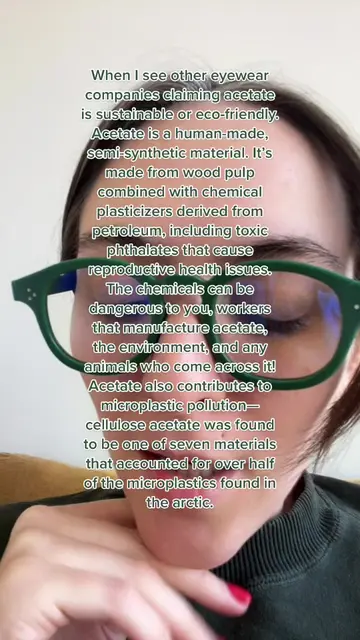 When I see other eyewear
companies claiming acetate
is sustainable or eco-friendly.
Acetate is a human-made,
semi-synthetic material. It’s
made from wood pulp
combined with chemical
plasticizers derived from
petroleum, including toxic
phthalates that cause
reproductive health issues.
The chemicals can be
dangerous to you, workers
that manufacture acetate,
the environment, and any
animals who come across it!
Acetate also contributes to
microplastic pollution—
cellulose acetate was found
to be one of seven materials
that accounted for over half
of the microplastics found in
the arctic.